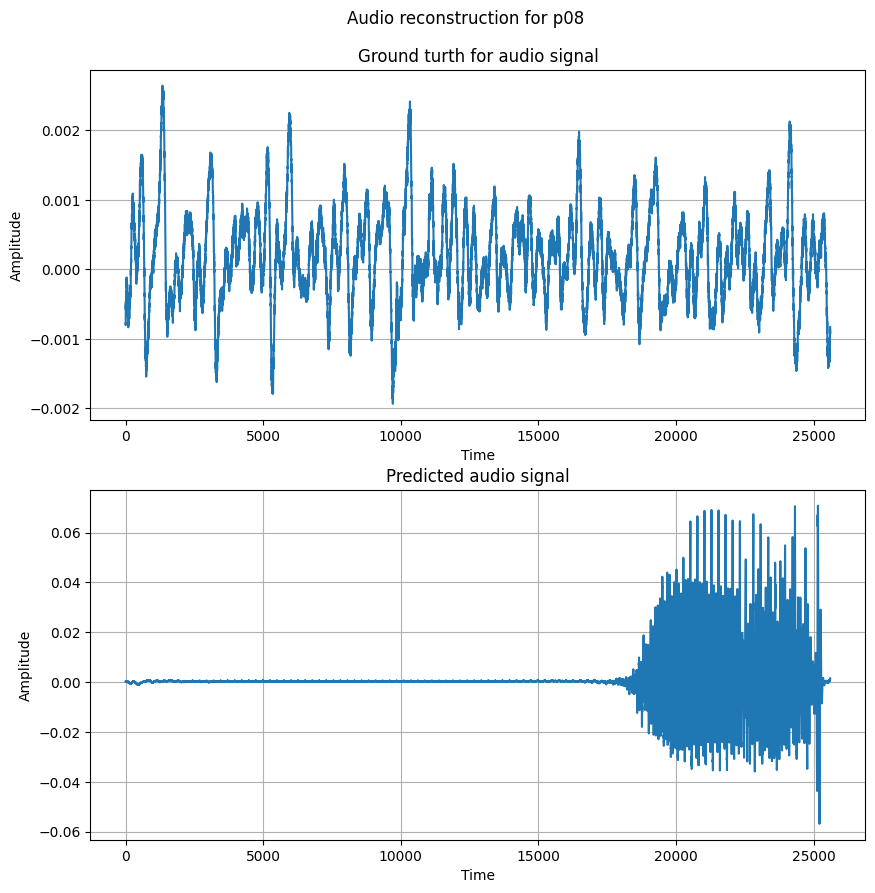 Audio reconstruction for p08
Ground turth for audio signal
Amplitude
0.002
0.001
0.000
−0.001
−0.002
0 5000 10000 15000 20000 25000
Time
Predicted audio signal
Amplitude
0.06
0.04
0.02
0.00
−0.02
−0.04
−0.06
0 5000 10000 15000 20000 25000
Time